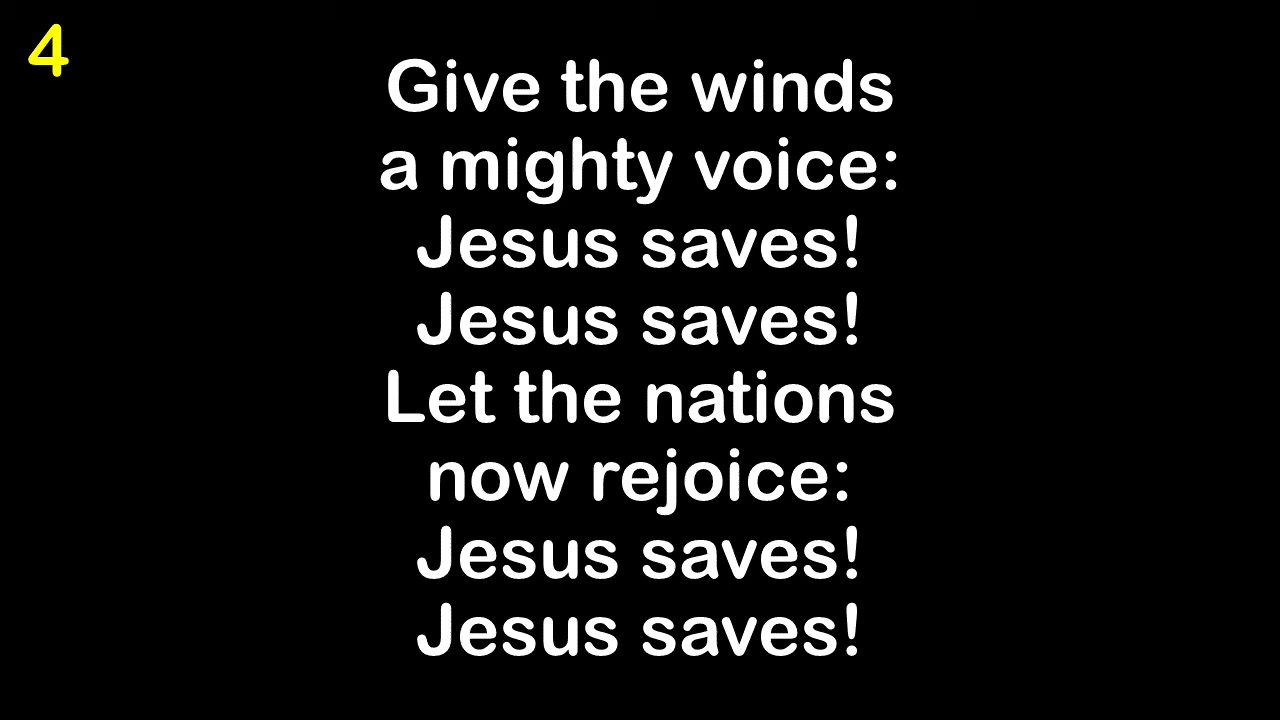 4
Give the winds
a mighty voice:
Jesus saves!
Jesus saves!
Let the nations
now rejoice:
Jesus saves!
Jesus saves!